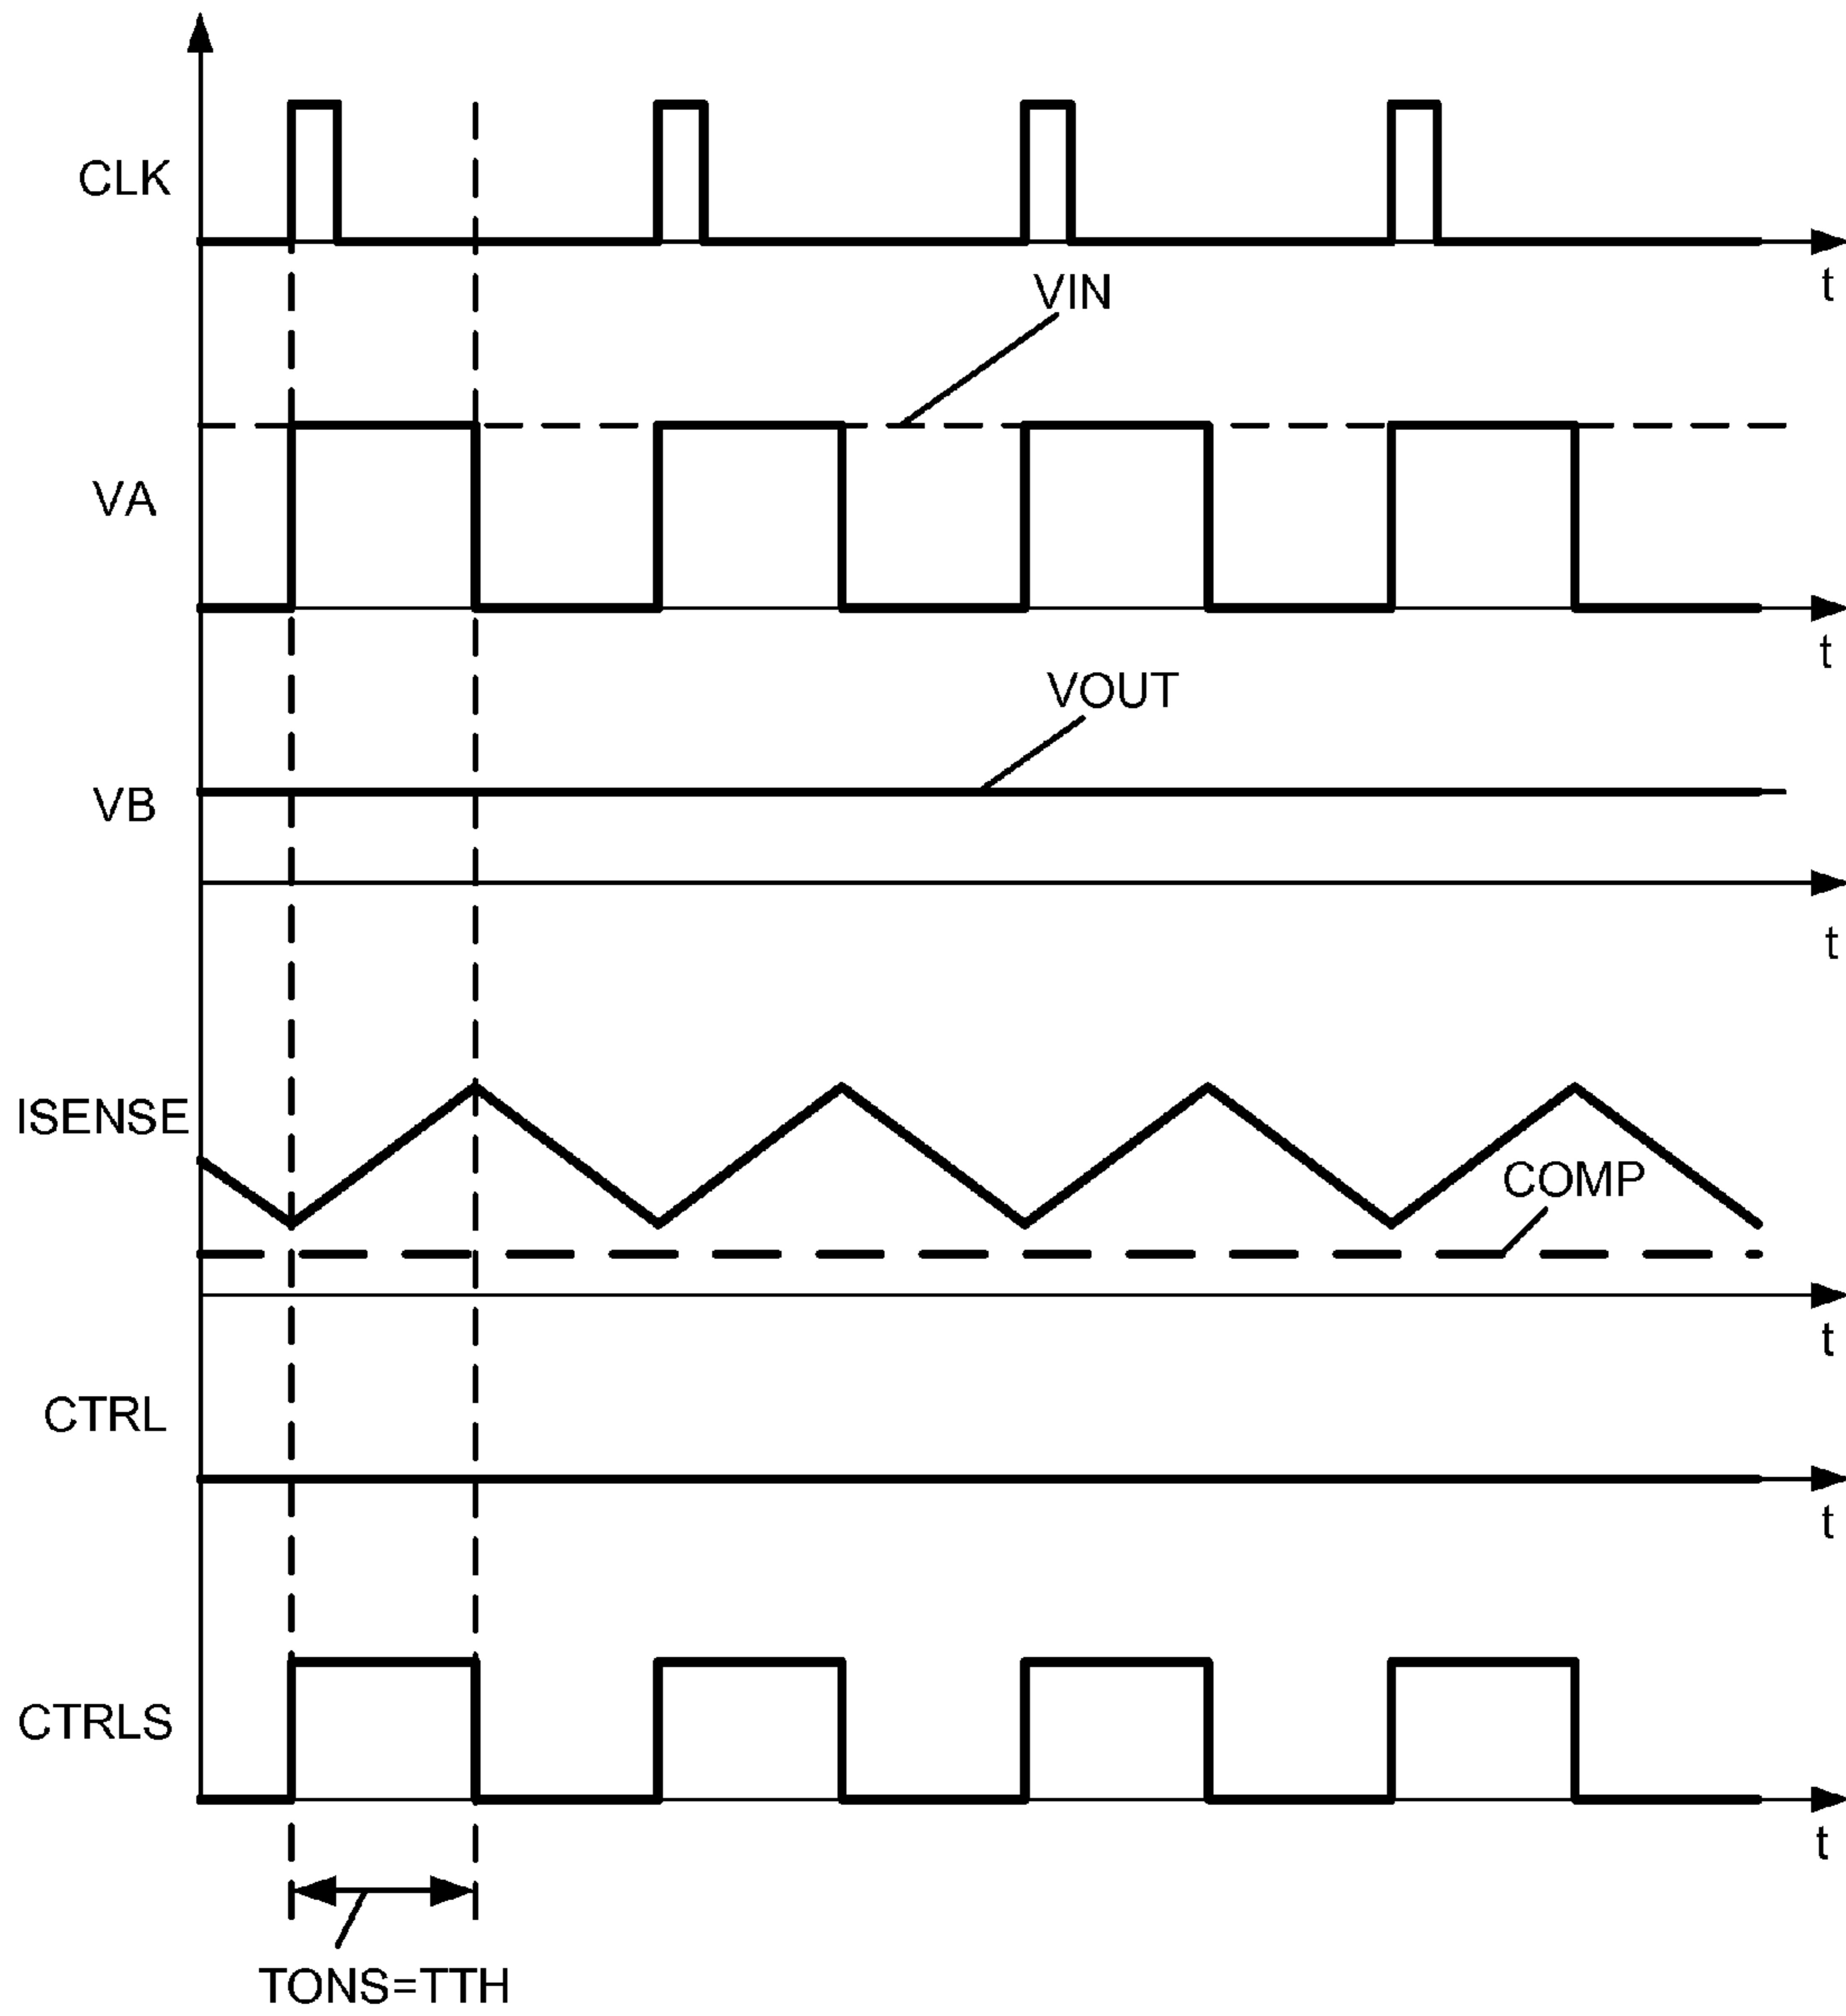 CLK
t
VIN
VA
t
VOUT
VB
t
ISENSE
COMP
t
CTRL
t
CTRLS
t
TONS=TTH